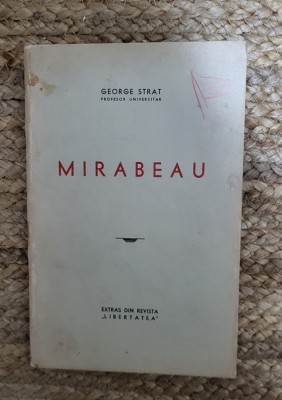 GEORGE STRAT
PROFESOR UNIVERSITAR
MIRABEAU
EXTRAS DIN REVISTA
„LIBERTATEA"